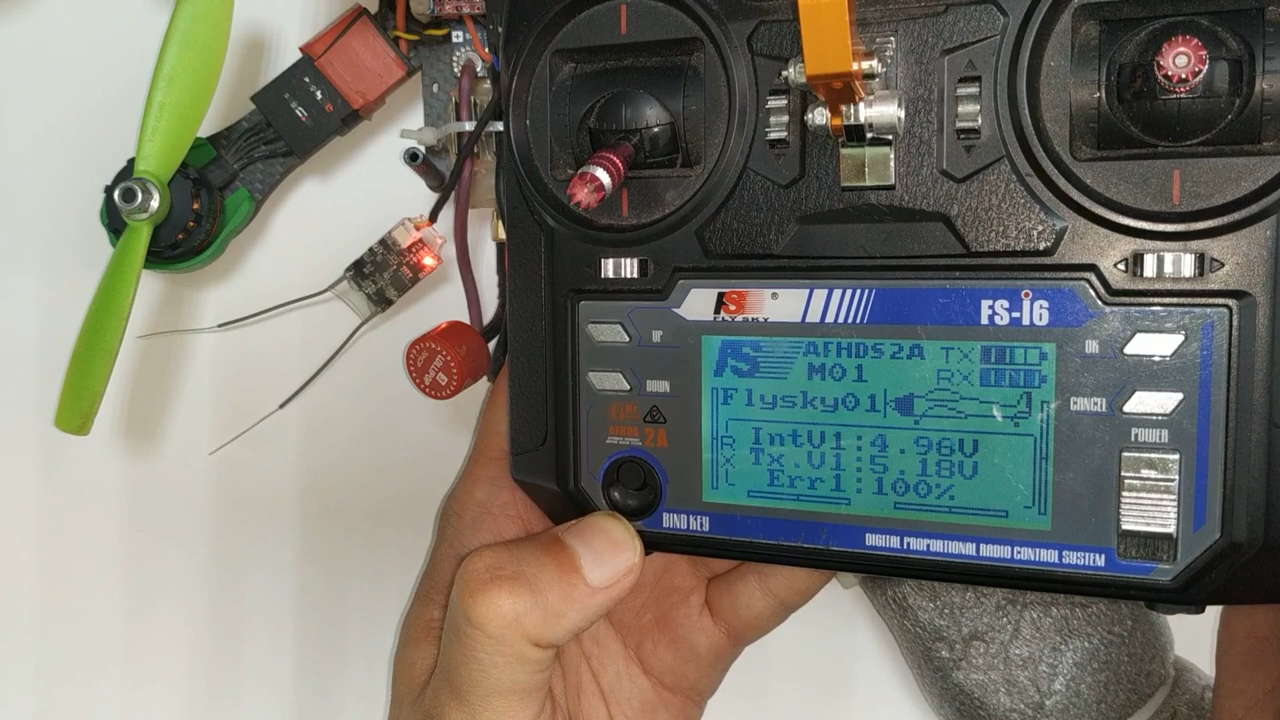 FLY SKY
®
FS-i6
UP
DOWN
OK
CANCEL
POWER
AFHDS
2A
BIND KEY
DIGITAL PROPORTIONAL RADIO CONTROL SYSTEM
AFHDS2A TX
M01 RX
Flysky01
IntV1:4.96V
Tx.V1:5.18V
Err1:100%
LOLLIPOP